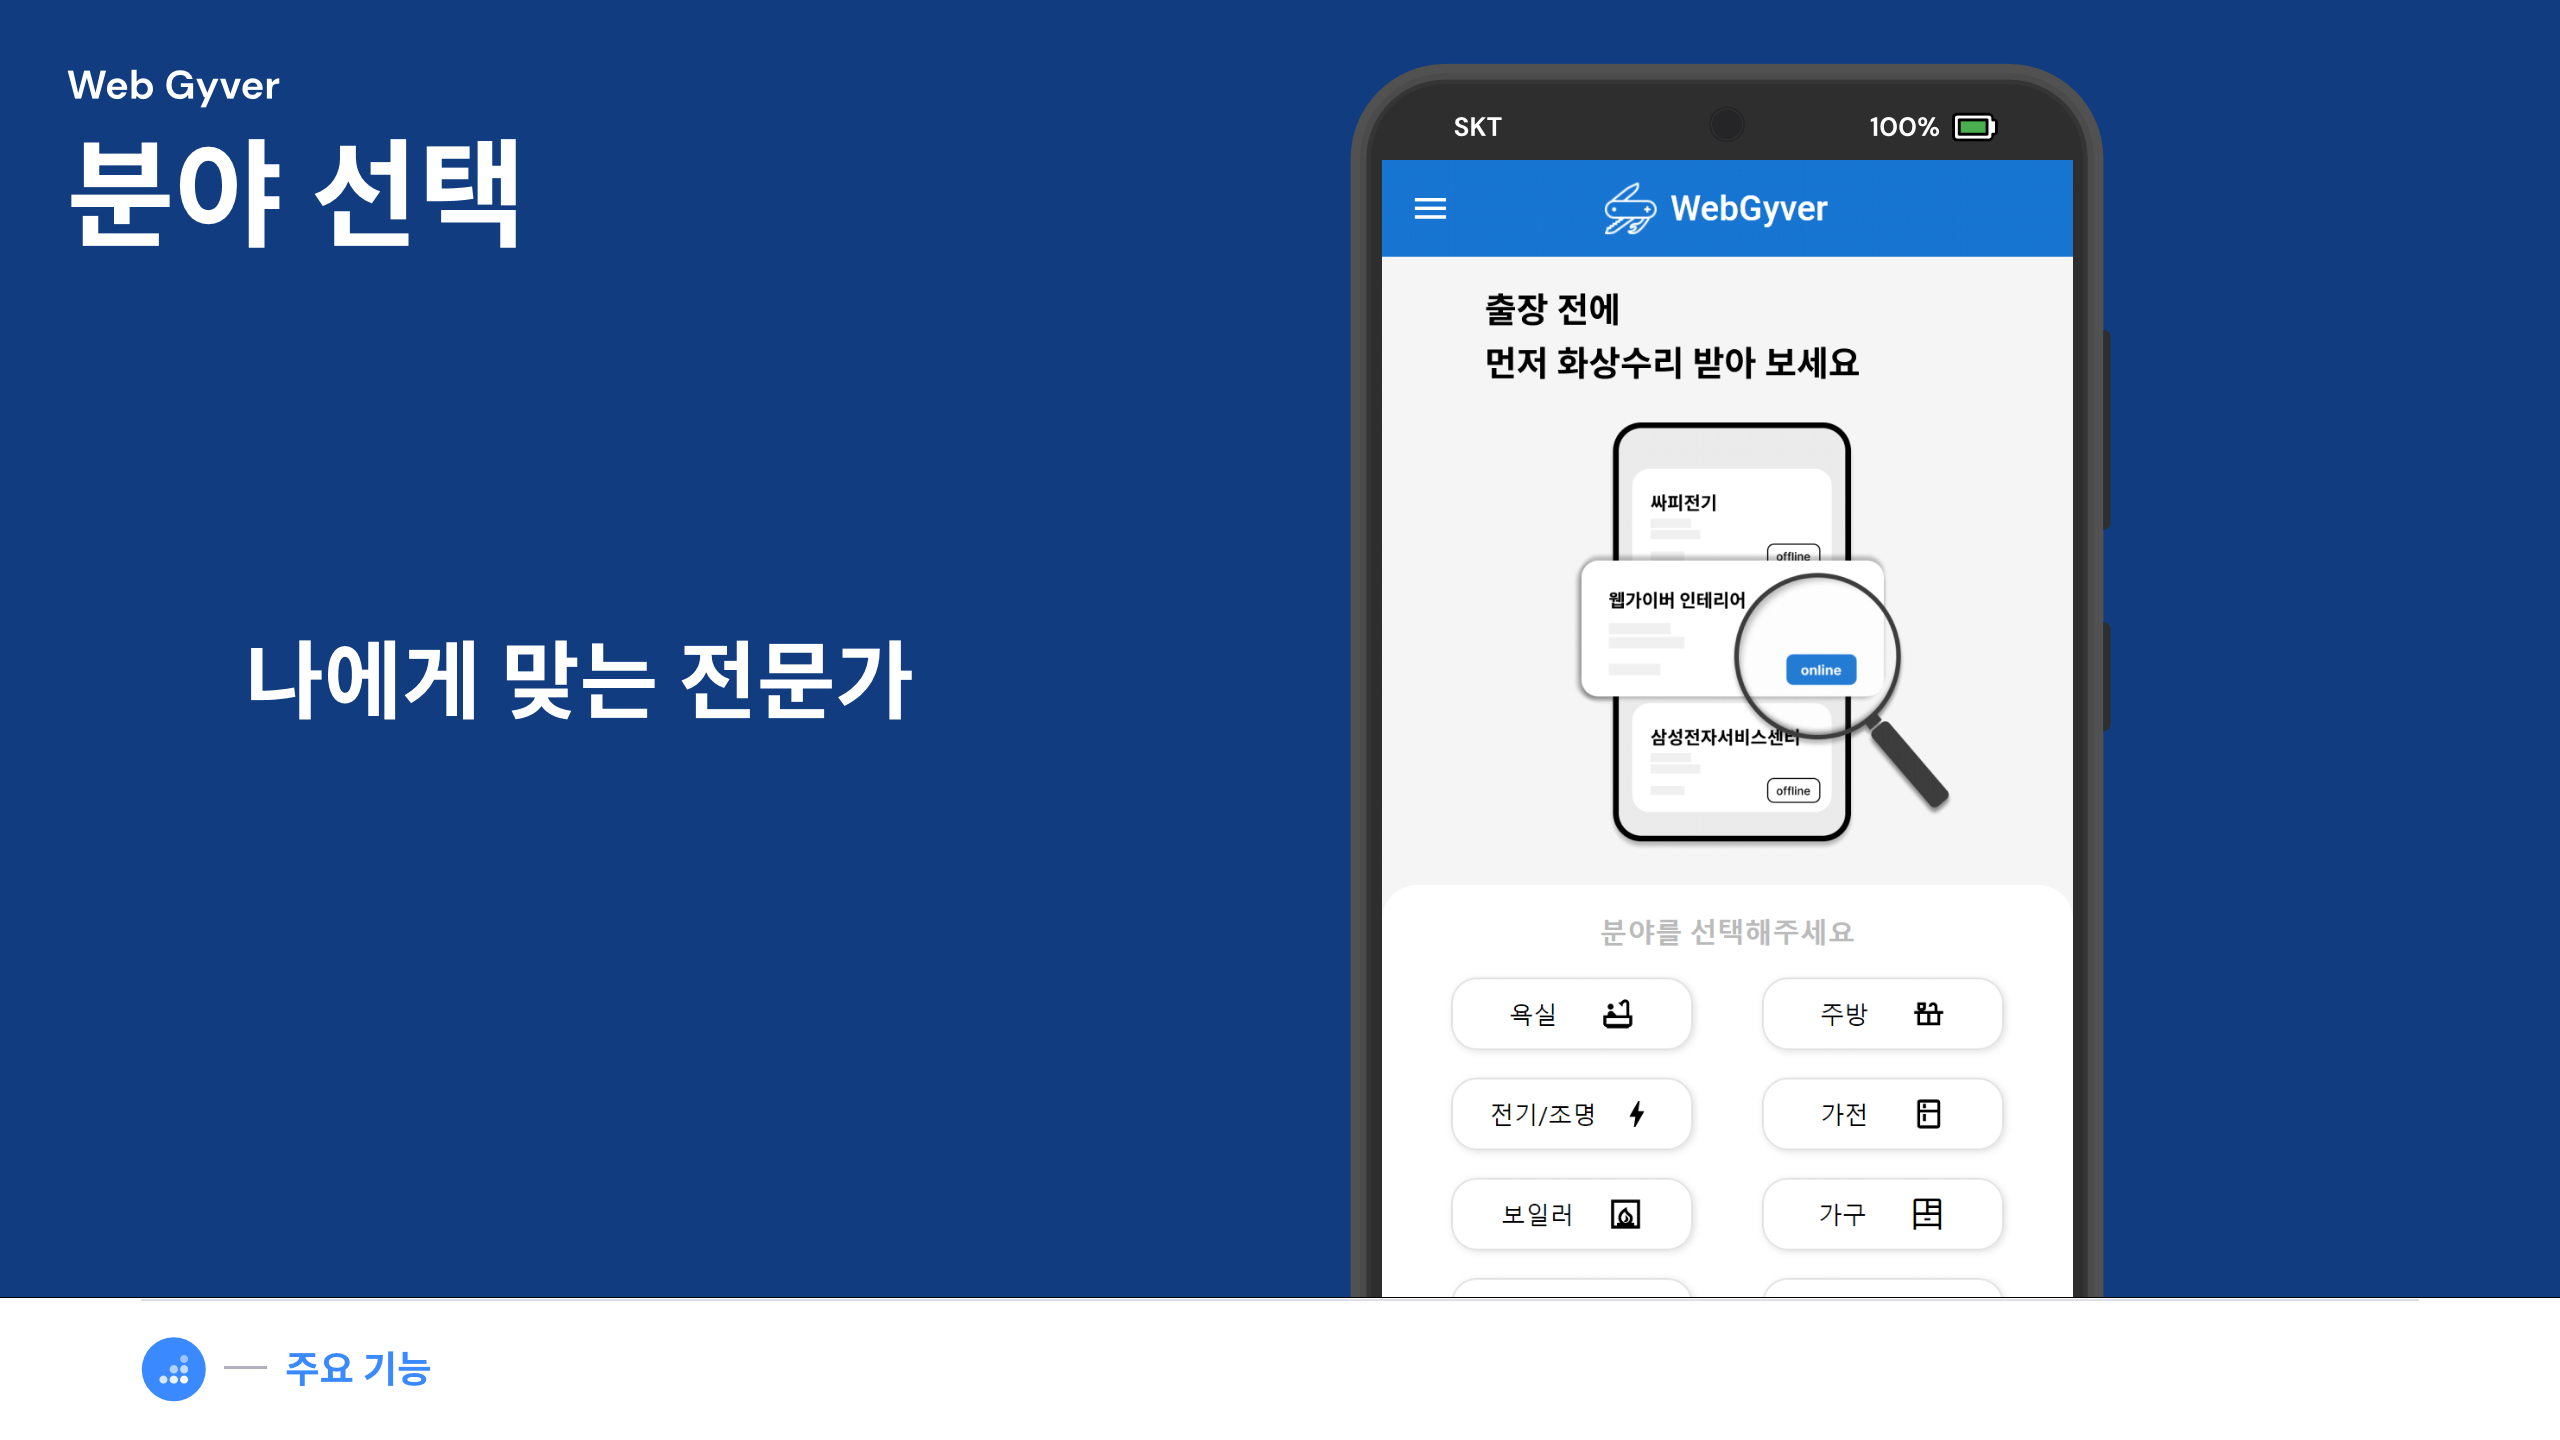 Web Gyver
분야 선택
나에게 맞는 전문가
SKT
100%
WebGyver
출장 전에
먼저 화상수리 받아 보세요
싸피전기
offline
웹가이버 인테리어
online
삼성전자서비스센터
offline
분야를 선택해주세요
욕실
주방
전기/조명
가전
보일러
가구
주요 기능